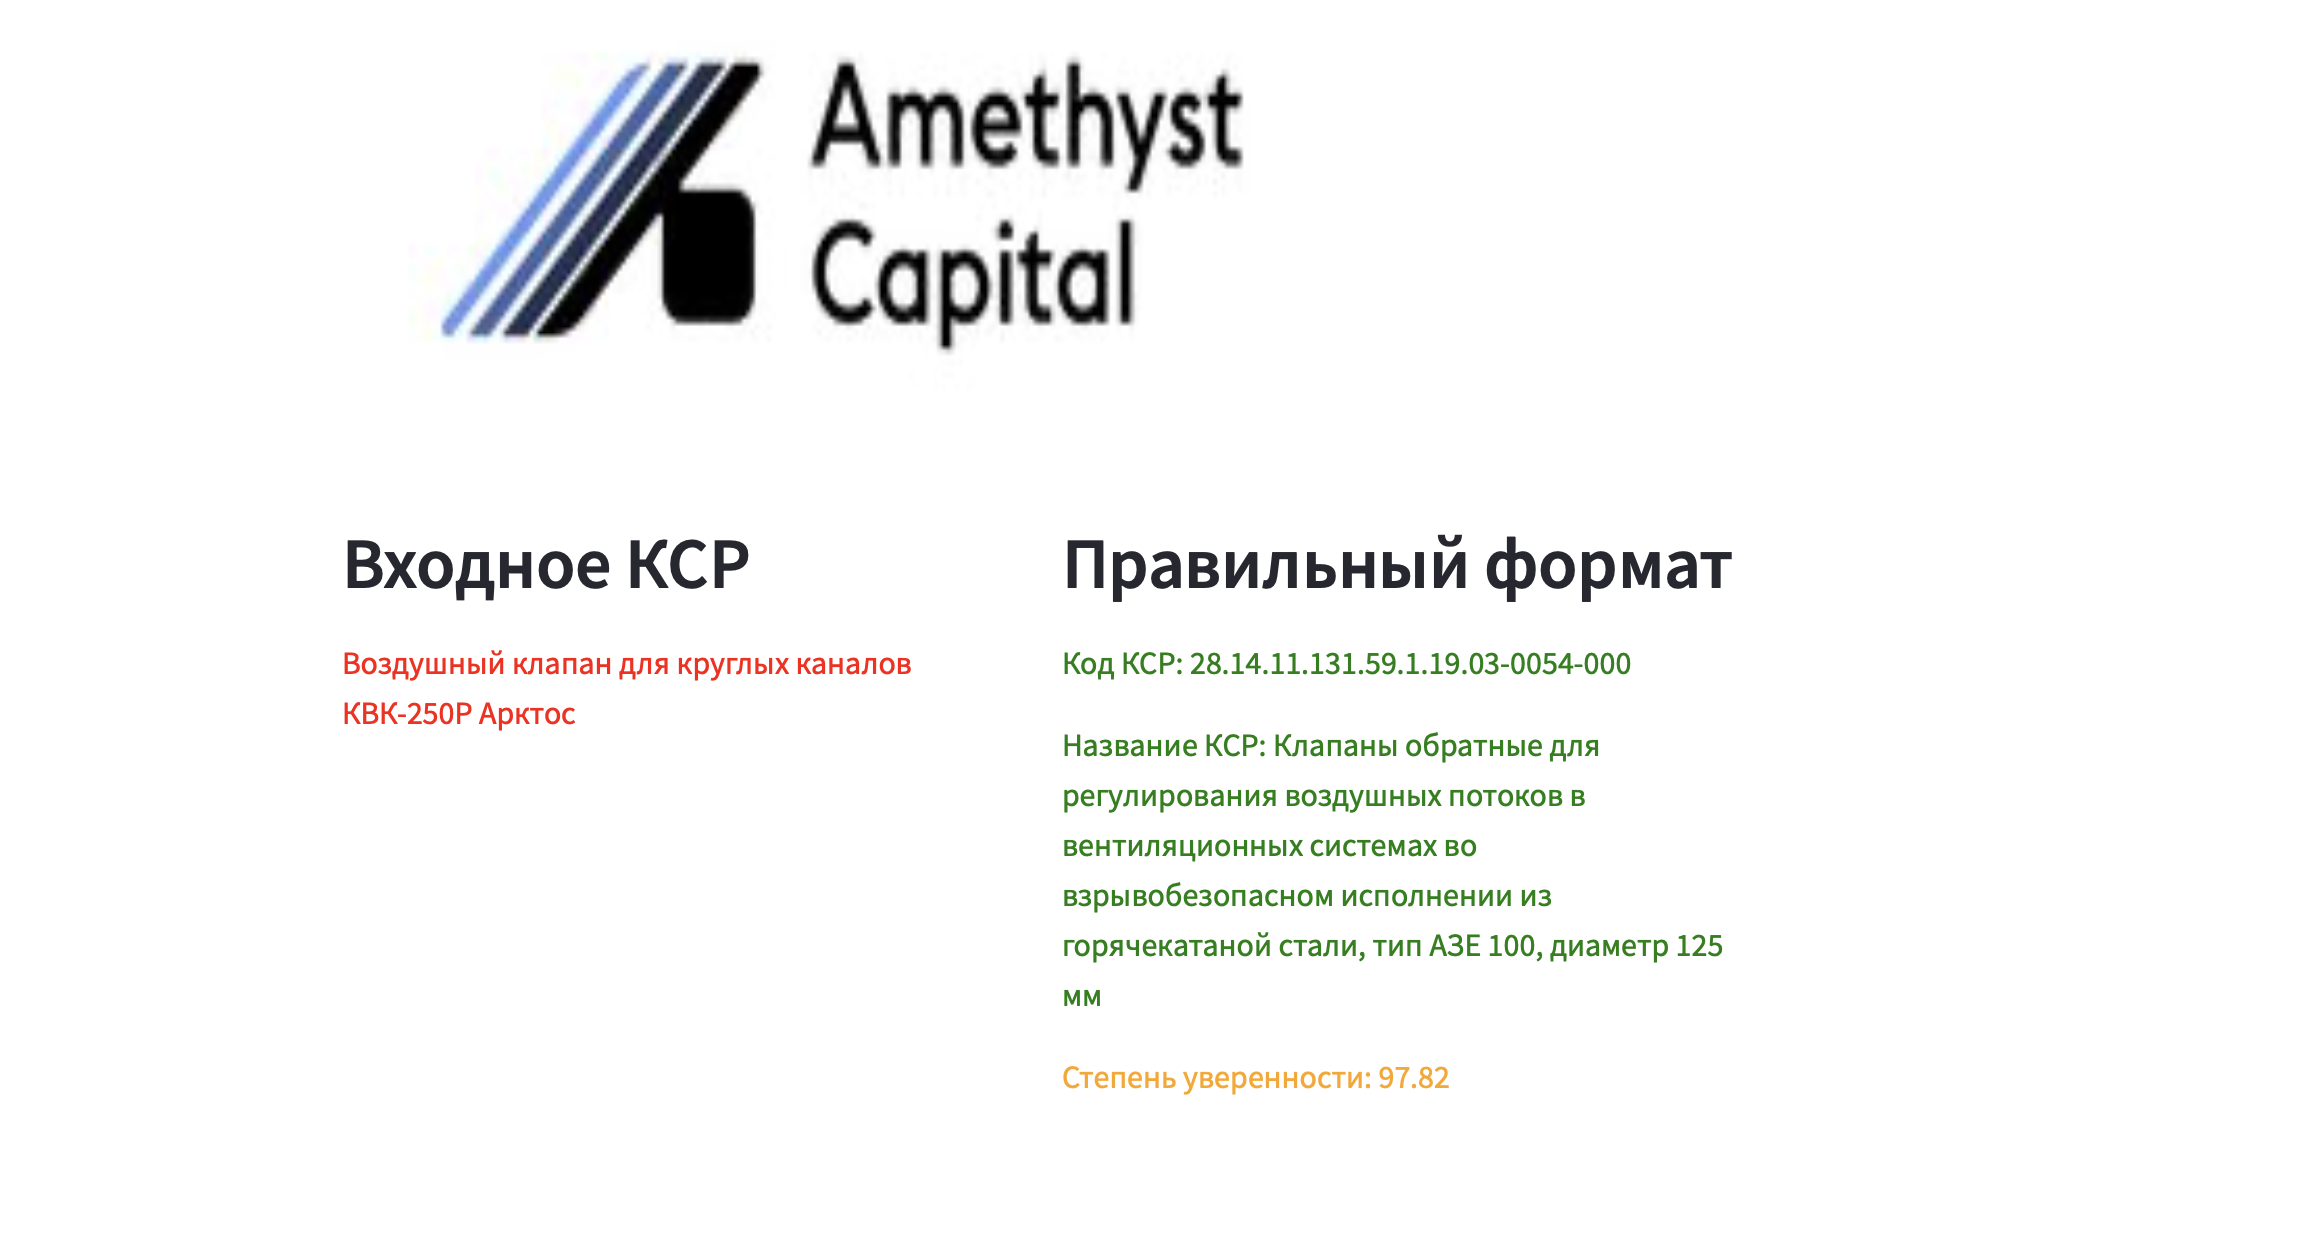 Amethyst
Capital
Входное КСР
Воздушный клапан для круглых каналов
КВК-250Р Арктос
Правильный формат
Код КСР: 28.14.11.131.59.1.19.03-0054-000
Название КСР: Клапаны обратные для
регулирования воздушных потоков в
вентиляционных системах во
взрывобезопасном исполнении из
горячекатаной стали, тип АЗЕ 100, диаметр 125
мм
Степень уверенности: 97.82